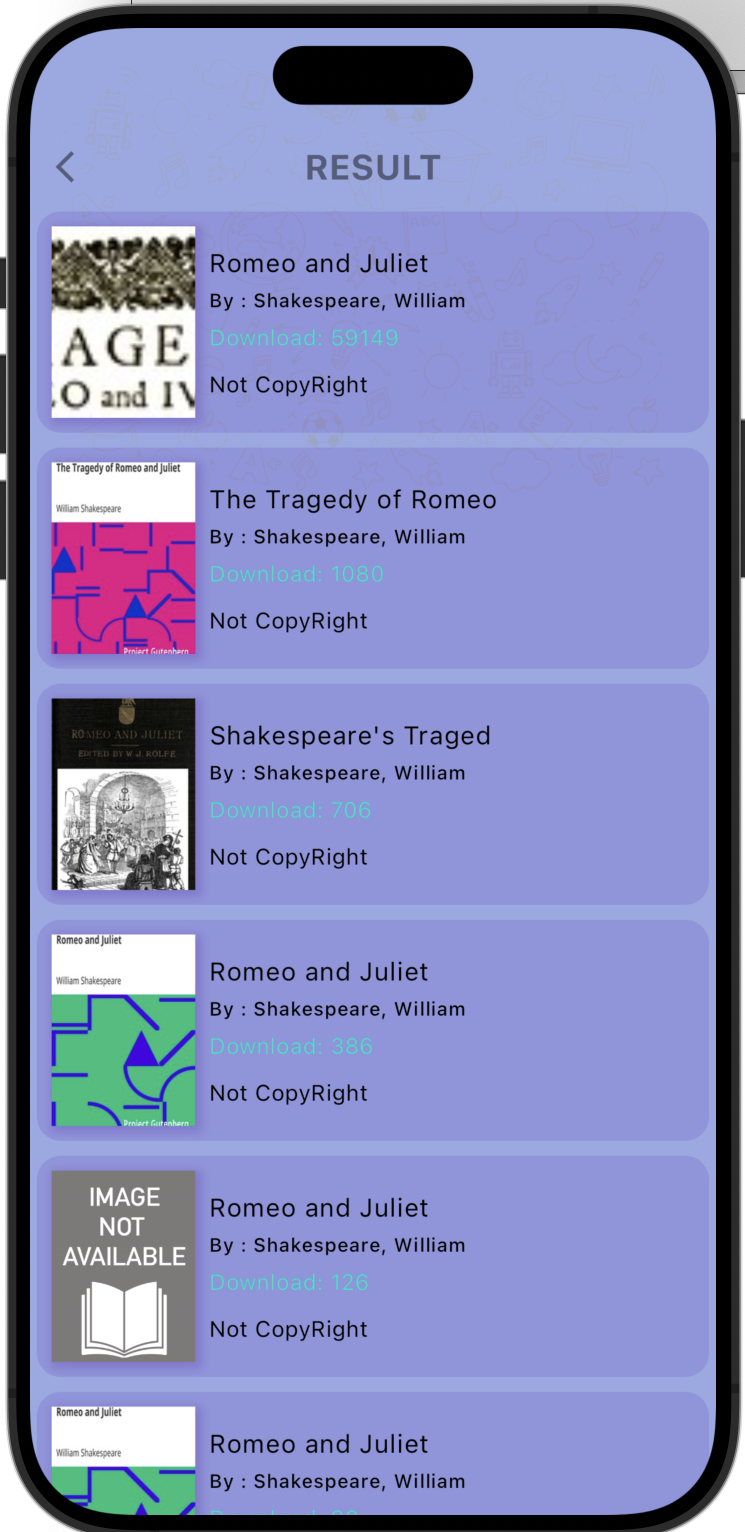 RESULT
AGE
O and IV
Romeo and Juliet
By : Shakespeare, William
Download: 59149
Not CopyRight
The Tragedy of Romeo and Juliet
William Shakespeare
Project Gutenberg
The Tragedy of Romeo
By : Shakespeare, William
Download: 1080
Not CopyRight
ROMEO AND JULIET
EDITED BY W. J. ROLFE
Shakespeare's Traged
By : Shakespeare, William
Download: 706
Not CopyRight
Romeo and Juliet
William Shakespeare
Project Gutenberg
Romeo and Juliet
By : Shakespeare, William
Download: 386
Not CopyRight
IMAGE
NOT
AVAILABLE
Romeo and Juliet
By : Shakespeare, William
Download: 126
Not CopyRight
Romeo and Juliet
William Shakespeare
Romeo and Juliet
By : Shakespeare, William